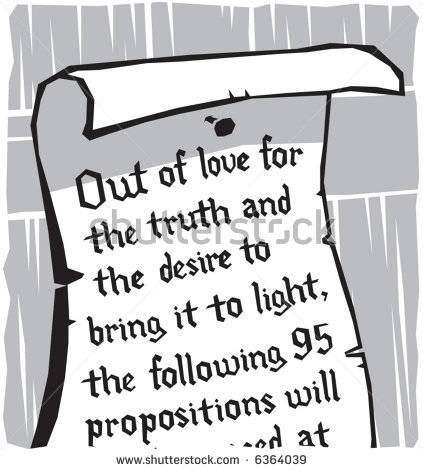 Out of love for
the truth and
the desire to
bring it to light,
the following 95
propositions will
at
www.shutterstock.com · 6364039